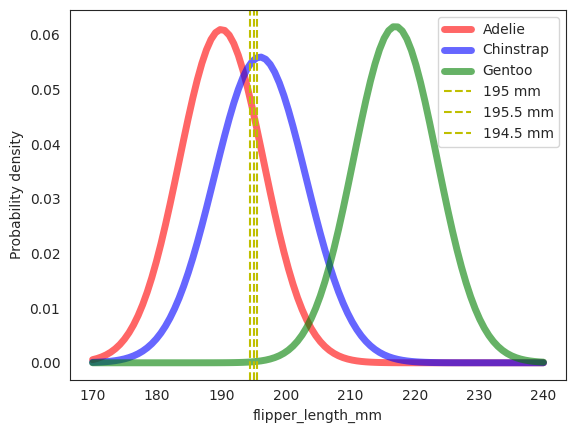 Adelie
Chinstrap
Gentoo
195 mm
195.5 mm
194.5 mm
Probability density
0.06
0.05
0.04
0.03
0.02
0.01
0.00
170 180 190 200 210 220 230 240
flipper_length_mm